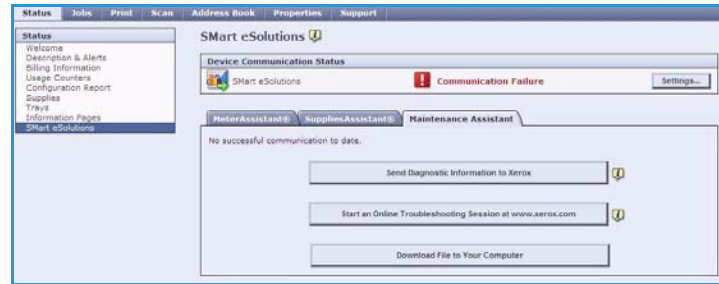 Status Jobs Print Scan Address Book Properties Support
Status
Welcome
Description & Alerts
Billing Information
Usage Counters
Configuration Report
Supplies
Trays
Information Pages
SMart eSolutions
SMart eSolutions
Device Communication Status
SMart eSolutions Communication Failure Settings...
MeterAssistant® SuppliesAssistant® Maintenance Assistant
No successful communication to date.
Send Diagnostic Information to Xerox
Start an Online Troubleshooting Session at www.xerox.com
Download File to Your Computer